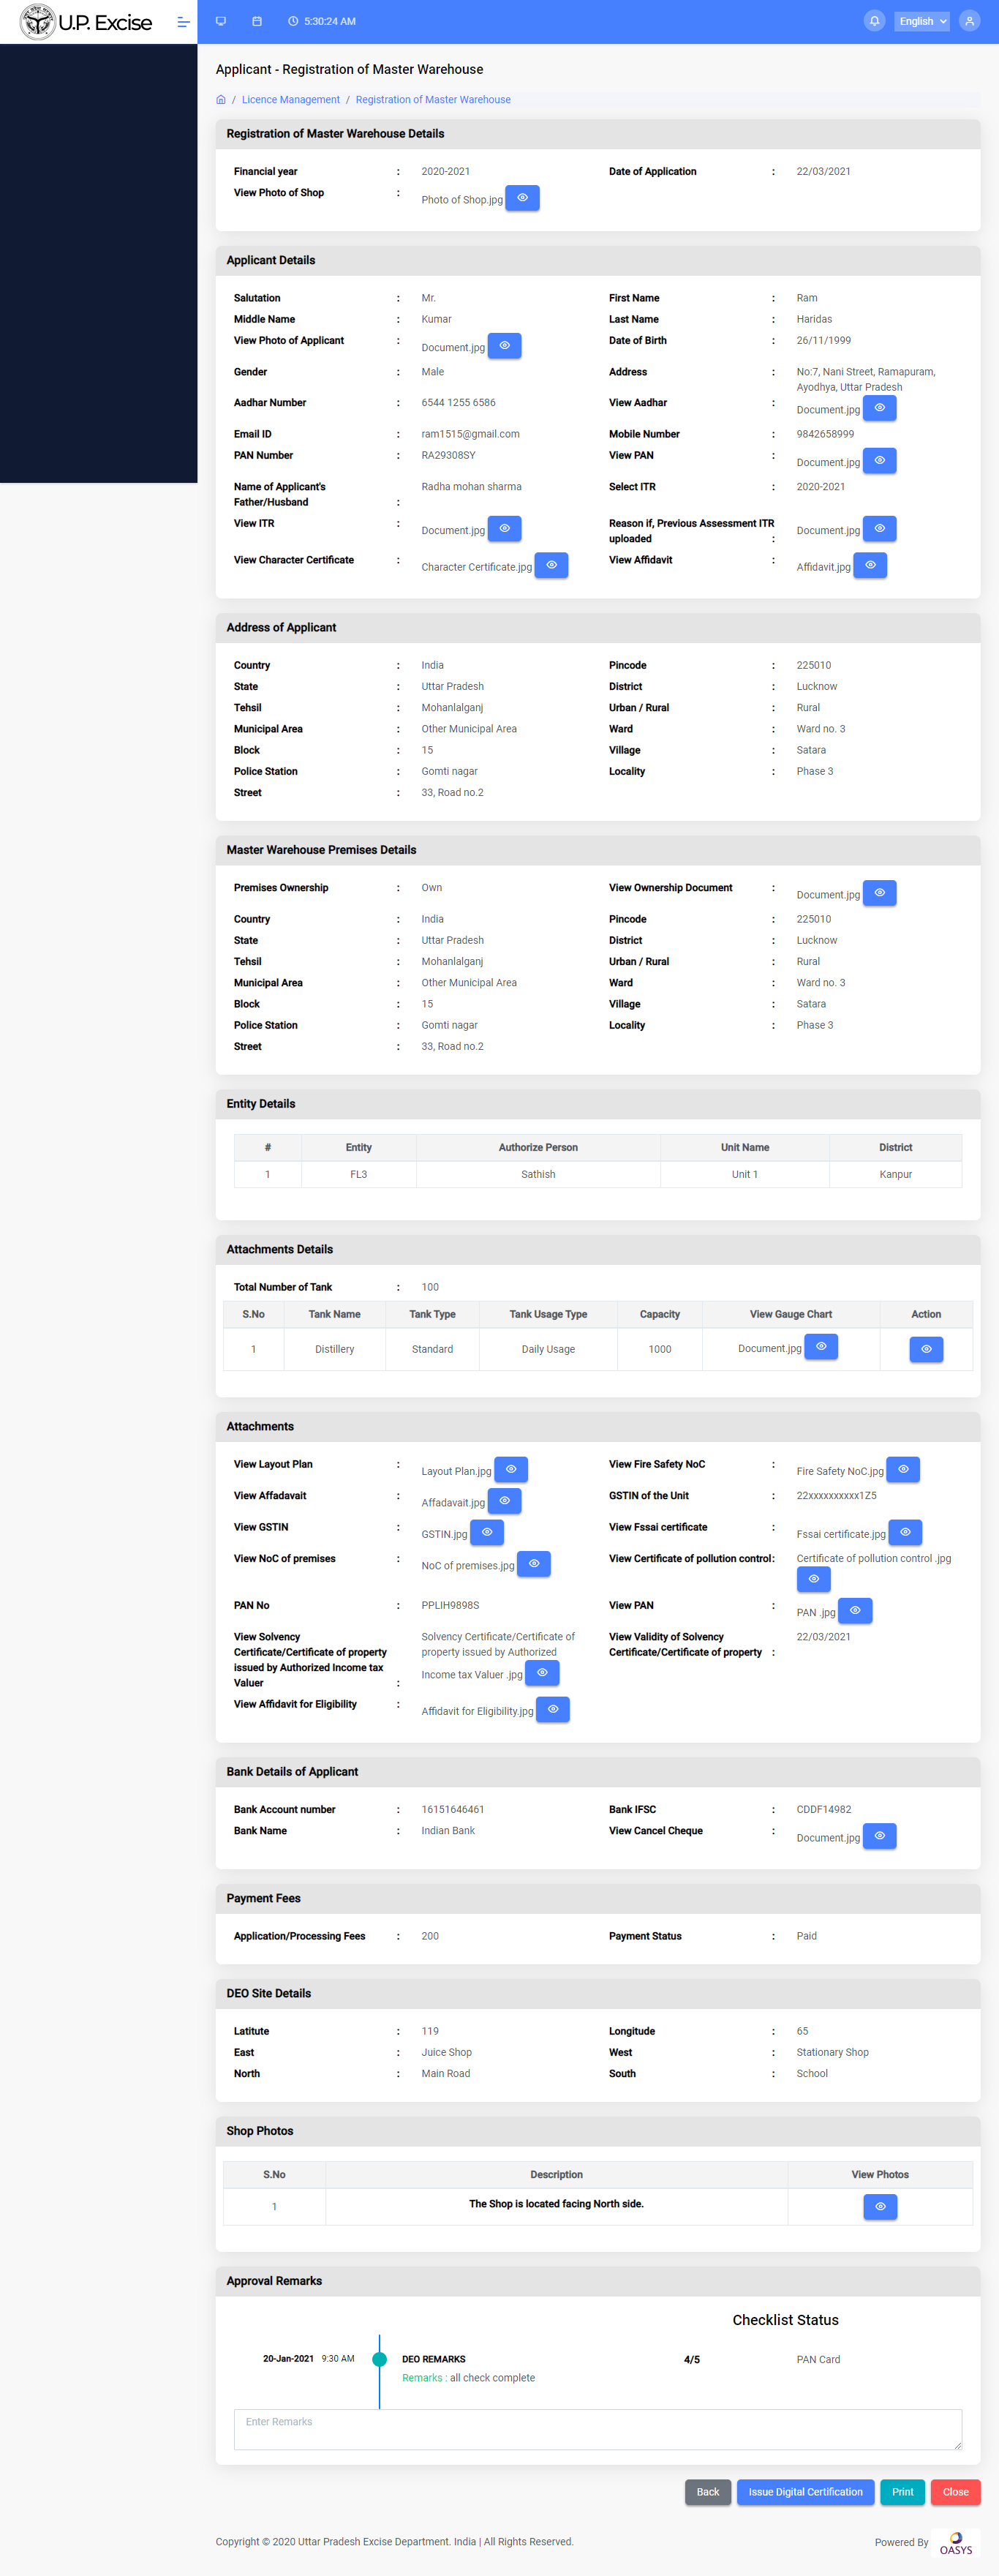 U.P. Excise
5:30:24 AM
English
Applicant - Registration of Master Warehouse
/ Licence Management / Registration of Master Warehouse
Registration of Master Warehouse Details
Financial year : 2020-2021 Date of Application : 22/03/2021
View Photo of Shop : Photo of Shop.jpg
Applicant Details
Salutation : Mr. First Name : Ram
Middle Name : Kumar Last Name : Haridas
View Photo of Applicant : Document.jpg Date of Birth : 26/11/1999
Gender : Male Address : No:7, Nani Street, Ramapuram,
Ayodhya, Uttar Pradesh
Aadhar Number : 6544 1255 6586 View Aadhar : Document.jpg
Email ID : ram1515@gmail.com Mobile Number : 9842658999
PAN Number : RA29308SY View PAN : Document.jpg
Name of Applicant's Radha mohan sharma Select ITR : 2020-2021
Father/Husband :
View ITR : Document.jpg Reason if, Previous Assessment ITR Document.jpg
uploaded :
View Character Certificate : Character Certificate.jpg View Affidavit : Affidavit.jpg
Address of Applicant
Country : India Pincode : 225010
State : Uttar Pradesh District : Lucknow
Tehsil : Mohanlalganj Urban / Rural : Rural
Municipal Area : Other Municipal Area Ward : Ward no. 3
Block : 15 Village : Satara
Police Station : Gomti nagar Locality : Phase 3
Street : 33, Road no.2
Master Warehouse Premises Details
Premises Ownership : Own View Ownership Document : Document.jpg
Country : India Pincode : 225010
State : Uttar Pradesh District : Lucknow
Tehsil : Mohanlalganj Urban / Rural : Rural
Municipal Area : Other Municipal Area Ward : Ward no. 3
Block : 15 Village : Satara
Police Station : Gomti nagar Locality : Phase 3
Street : 33, Road no.2
Entity Details
# Entity Authorize Person Unit Name District
1 FL3 Sathish Unit 1 Kanpur
Attachments Details
Total Number of Tank : 100
S.No Tank Name Tank Type Tank Usage Type Capacity View Gauge Chart Action
1 Distillery Standard Daily Usage 1000 Document.jpg
Attachments
View Layout Plan : Layout Plan.jpg View Fire Safety NoC : Fire Safety NoC.jpg
View Affadavait : Affadavait.jpg GSTIN of the Unit : 22xxxxxxxxxx1Z5
View GSTIN : GSTIN.jpg View Fssai certificate : Fssai certificate.jpg
View NoC of premises : NoC of premises.jpg View Certificate of pollution control : Certificate of pollution control .jpg
PAN No : PPLIH9898S View PAN : PAN .jpg
View Solvency Solvency Certificate/Certificate of View Validity of Solvency 22/03/2021
Certificate/Certificate of property property issued by Authorized Certificate/Certificate of property :
issued by Authorized Income tax Income tax Valuer .jpg
Valuer :
View Affidavit for Eligibility : Affidavit for Eligibility.jpg
Bank Details of Applicant
Bank Account number : 16151646461 Bank IFSC : CDDF14982
Bank Name : Indian Bank View Cancel Cheque : Document.jpg
Payment Fees
Application/Processing Fees : 200 Payment Status : Paid
DEO Site Details
Latitute : 119 Longitude : 65
East : Juice Shop West : Stationary Shop
North : Main Road South : School
Shop Photos
S.No Description View Photos
1 The Shop is located facing North side.
Approval Remarks
Checklist Status
20-Jan-2021 9:30 AM DEO REMARKS 4/5 PAN Card
Remarks : all check complete
Enter Remarks
Back Issue Digital Certification Print Close
Copyright © 2020 Uttar Pradesh Excise Department. India | All Rights Reserved. Powered By OASYS